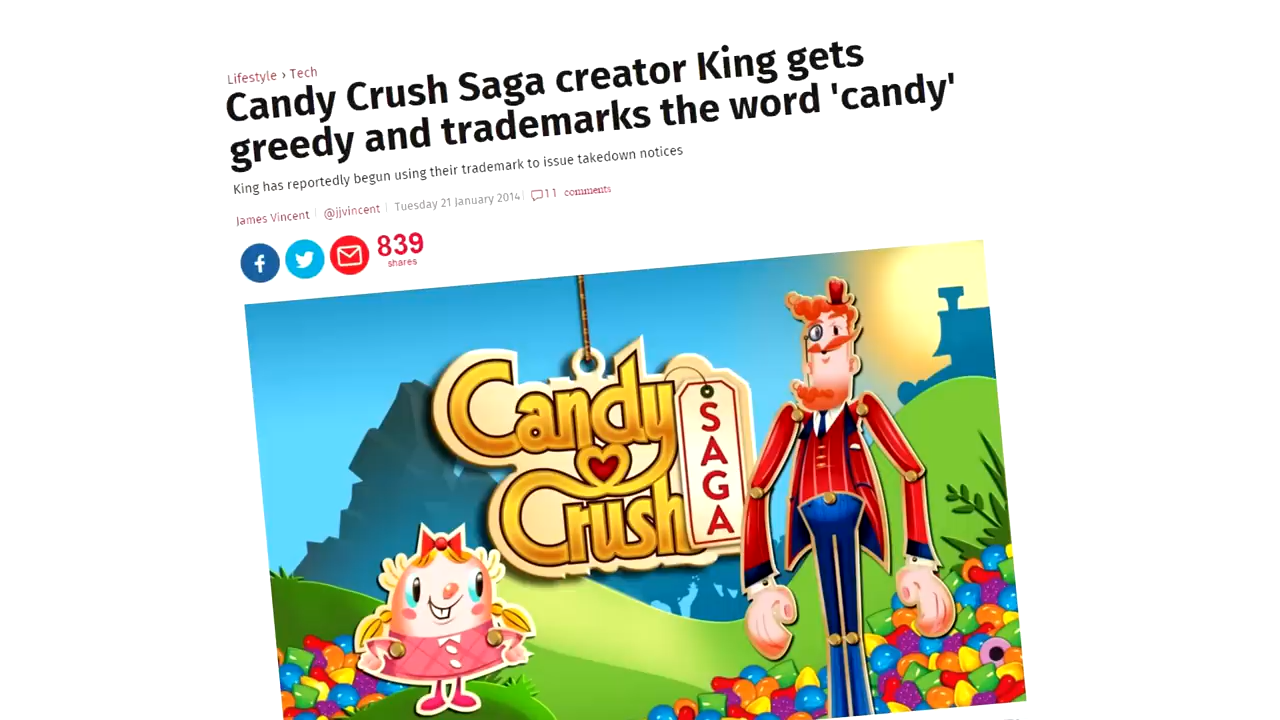 Lifestyle › Tech
Candy Crush Saga creator King gets
greedy and trademarks the word 'candy'
King has reportedly begun using their trademark to issue takedown notices
James Vincent | @jjvincent | Tuesday 21 January 2014 | 11 comments
839
shares
Candy
Crush
SAGA